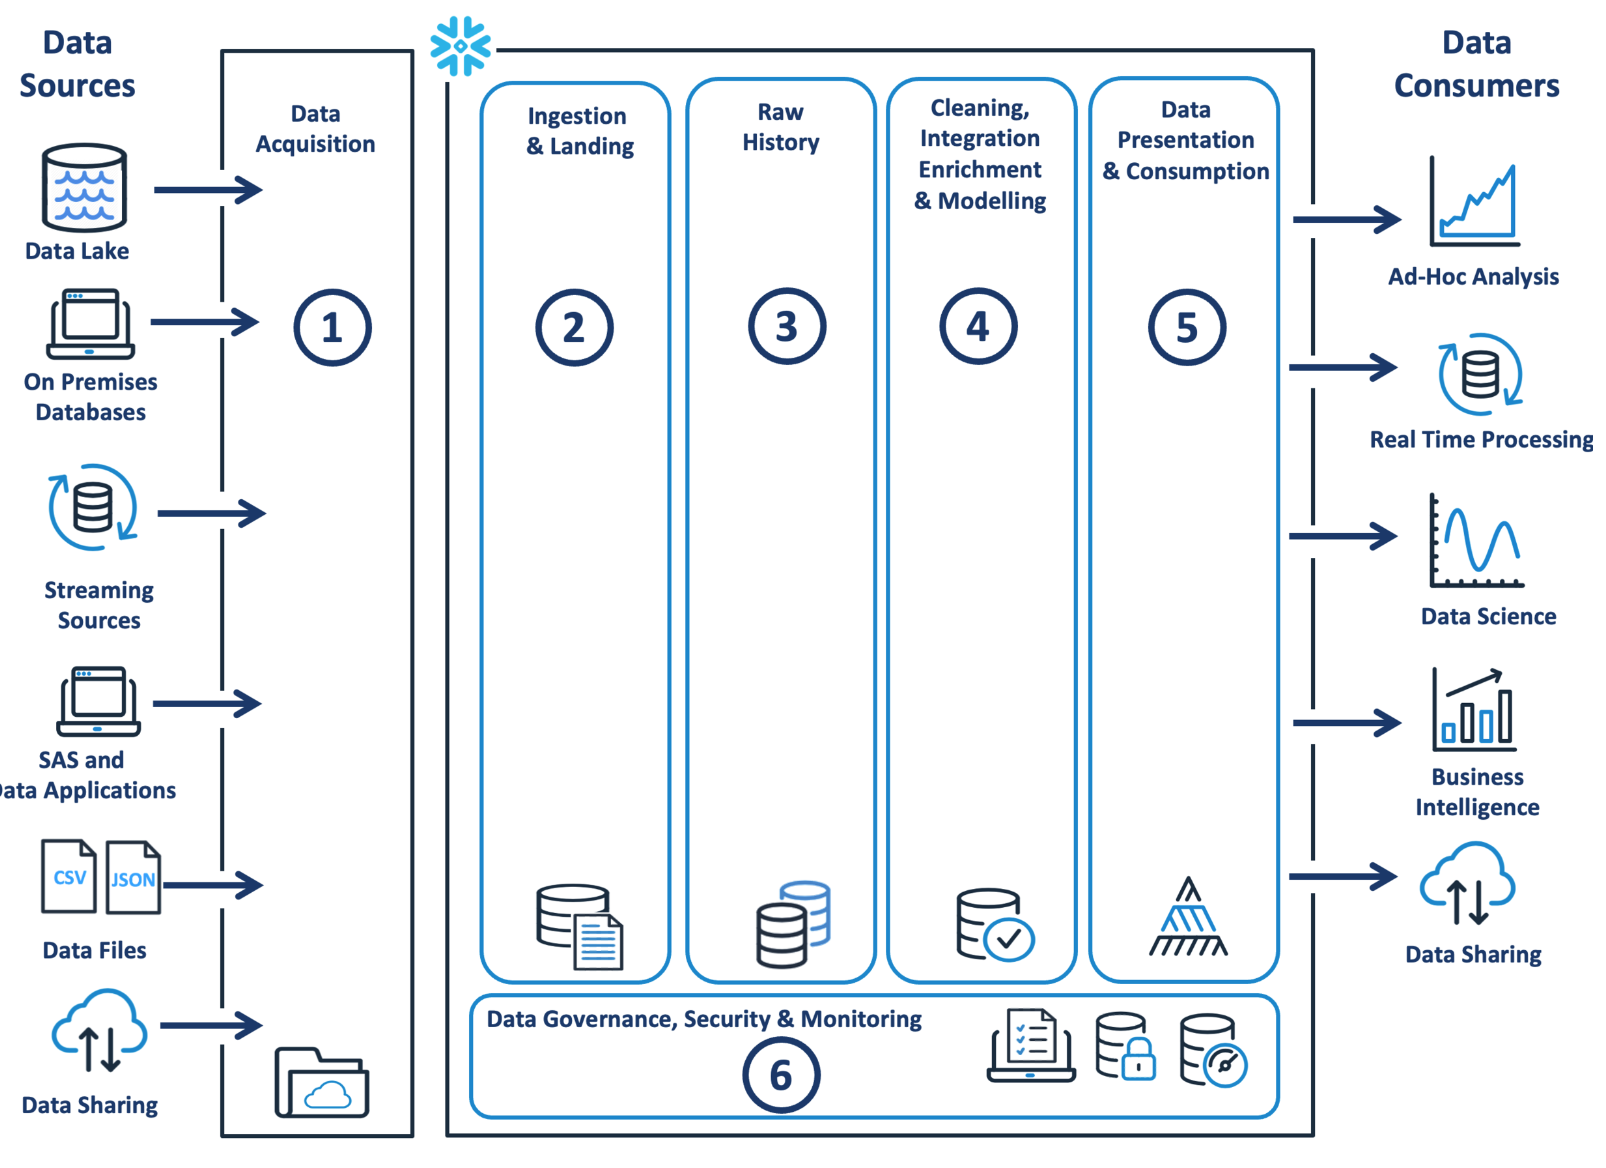 Data
Sources
Data Lake
On Premises
Databases
Streaming
Sources
SAS and
ata Applications
CSV
JSON
Data Files
Data Sharing
Data
Acquisition
1
Ingestion
& Landing
2
Raw
History
3
Cleaning,
Integration
Enrichment
& Modelling
4
Data
Presentation
& Consumption
5
Data Governance, Security & Monitoring
6
Data
Consumers
Ad-Hoc Analysis
Real Time Processing
Data Science
Business
Intelligence
Data Sharing